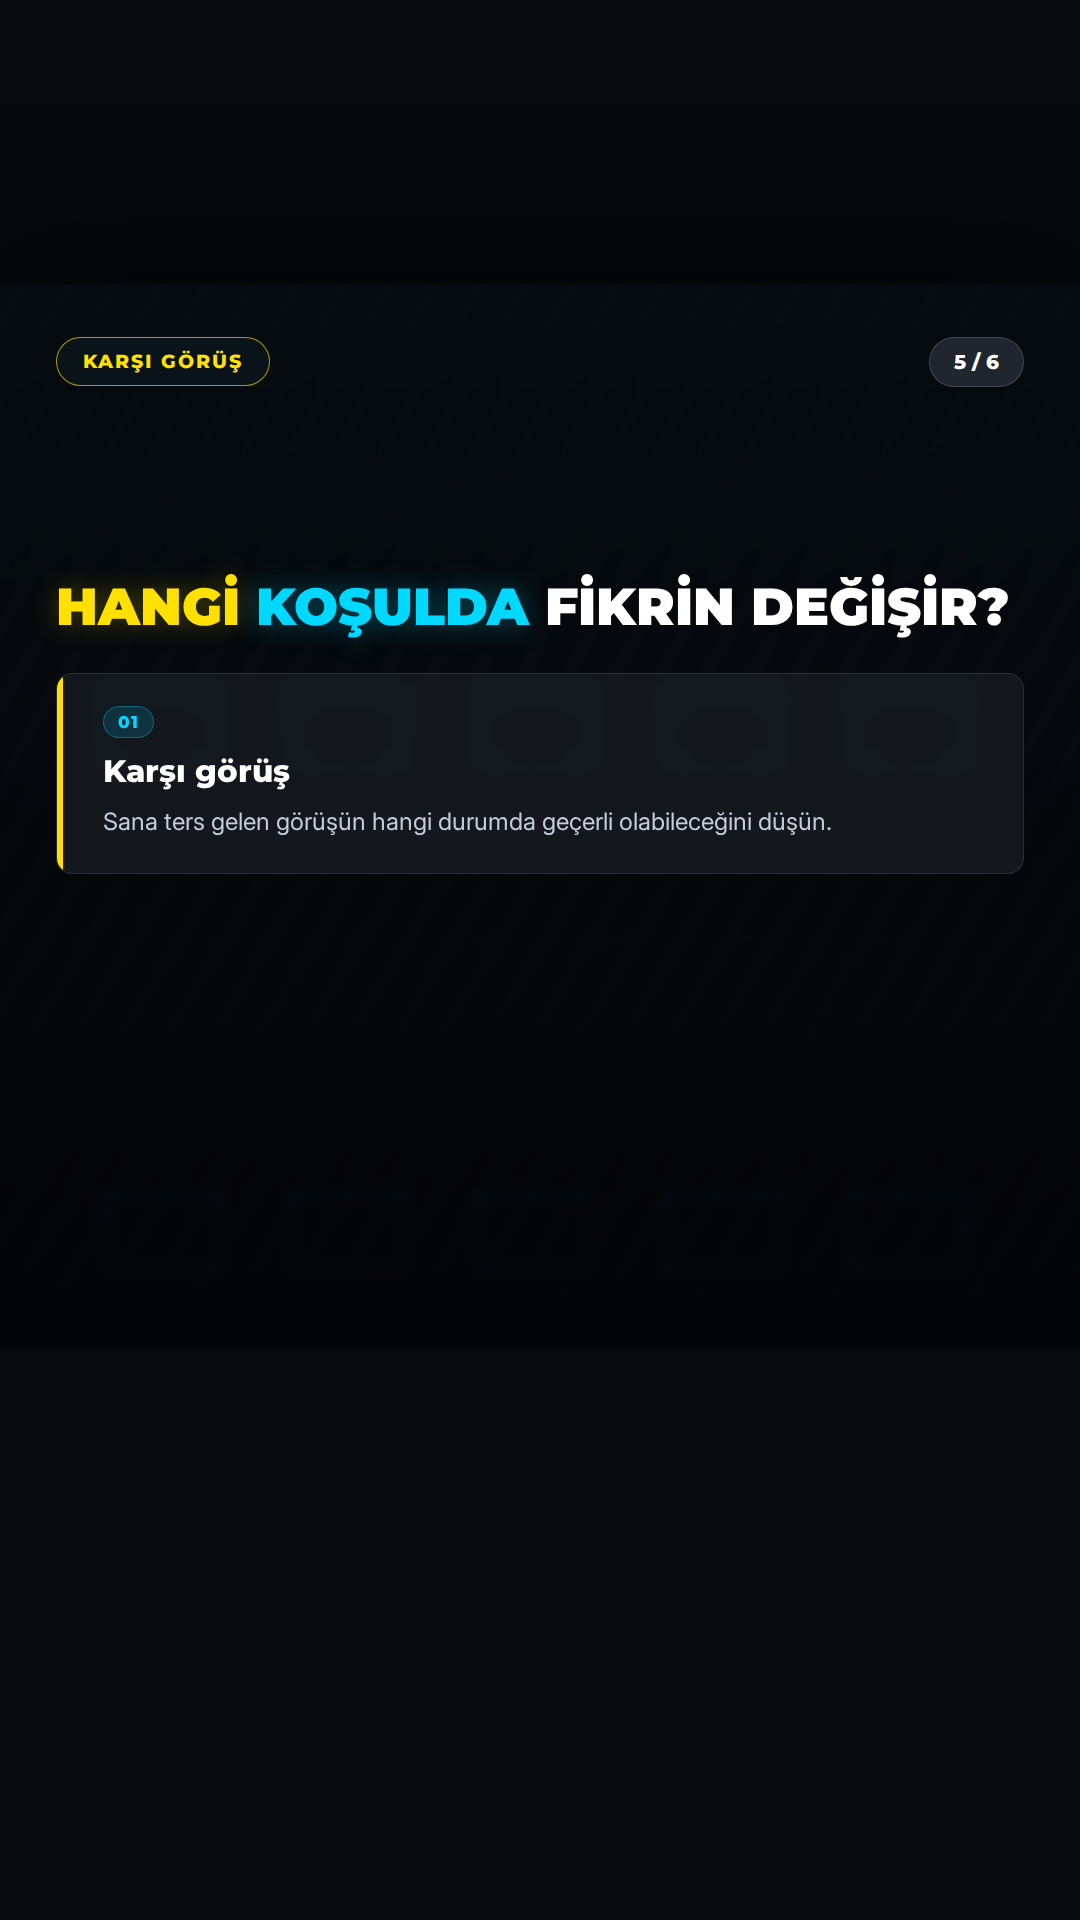 KARŞI GÖRÜŞ
5 / 6
HANGİ KOŞULDA FİKRİN DEĞİŞİR?
01
Karşı görüş
Sana ters gelen görüşün hangi durumda geçerli olabileceğini düşün.